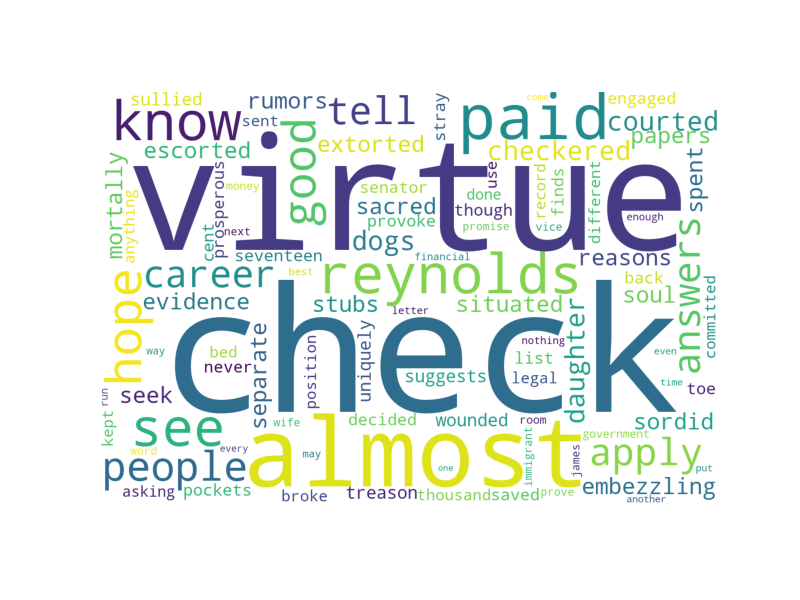 sullied
rumors
sent
tell
stray
come
engaged
know
good
paid
courted
papers
escorted
extorted
checkered
virtue
mortally
anything
prosperous
cent
next
money
seventeen
senator
sacred
provoke
dogs
done
though
promise
use
record
vice
finds
different
enough
reasons
answers
spent
hope
career
evidence
best
financial
reynolds
stubs
letter
situated
back
soul
committed
check
way
bed
never
separate
position
uniquely
suggests
nothing
list
legal
daughter
even
time
toe
run
kept
seek
see
wife
decided
wounded
room
sordid
almost
people
word
every
may
one
immigrant
james
government
apply
put
asking
pockets
broke
treason
thousand
saved
prove
embezzling
another